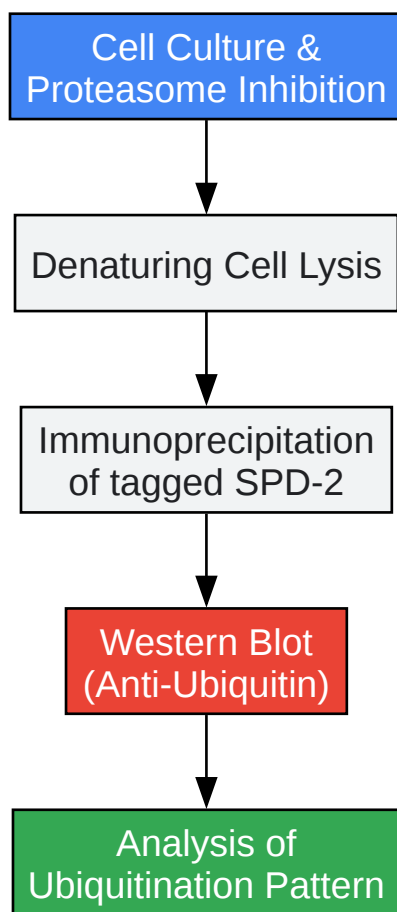 Cell Culture &
Proteasome Inhibition
Denaturing Cell Lysis
Immunoprecipitation
of tagged SPD-2
Western Blot
(Anti-Ubiquitin)
Analysis of
Ubiquitination Pattern